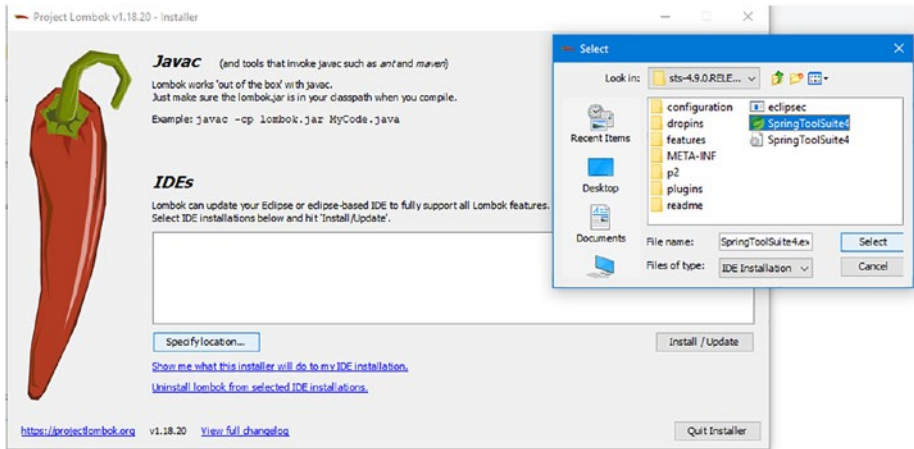 Project Lombok v1.18.20 - Installer
Javac (and tools that invoke javac such as ant and maven)
Lombok works 'out of the box' with javac.
Just make sure the lombok.jar is in your classpath when you compile.
Example: javac -cp lombok.jar MyCode.java
IDEs
Lombok can update your Eclipse or eclipse-based IDE to fully support all Lombok features.
Select IDE installations below and hit 'Install/Update'.
Specify location...
Install / Update
Show me what this installer will do to my IDE installation.
Uninstall lombok from selected IDE installations.
https://projectlombok.org v1.18.20 View full changelog
Quit Installer
Select
Look in: sts-4.9.0.RELE...
Recent Items
Desktop
Documents
configuration
dropins
features
META-INF
p2
plugins
readme
eclipsec
SpringToolSuite4
SpringToolSuite4
File name: SpringToolSuite4.ex
Select
Files of type: IDE Installation
Cancel